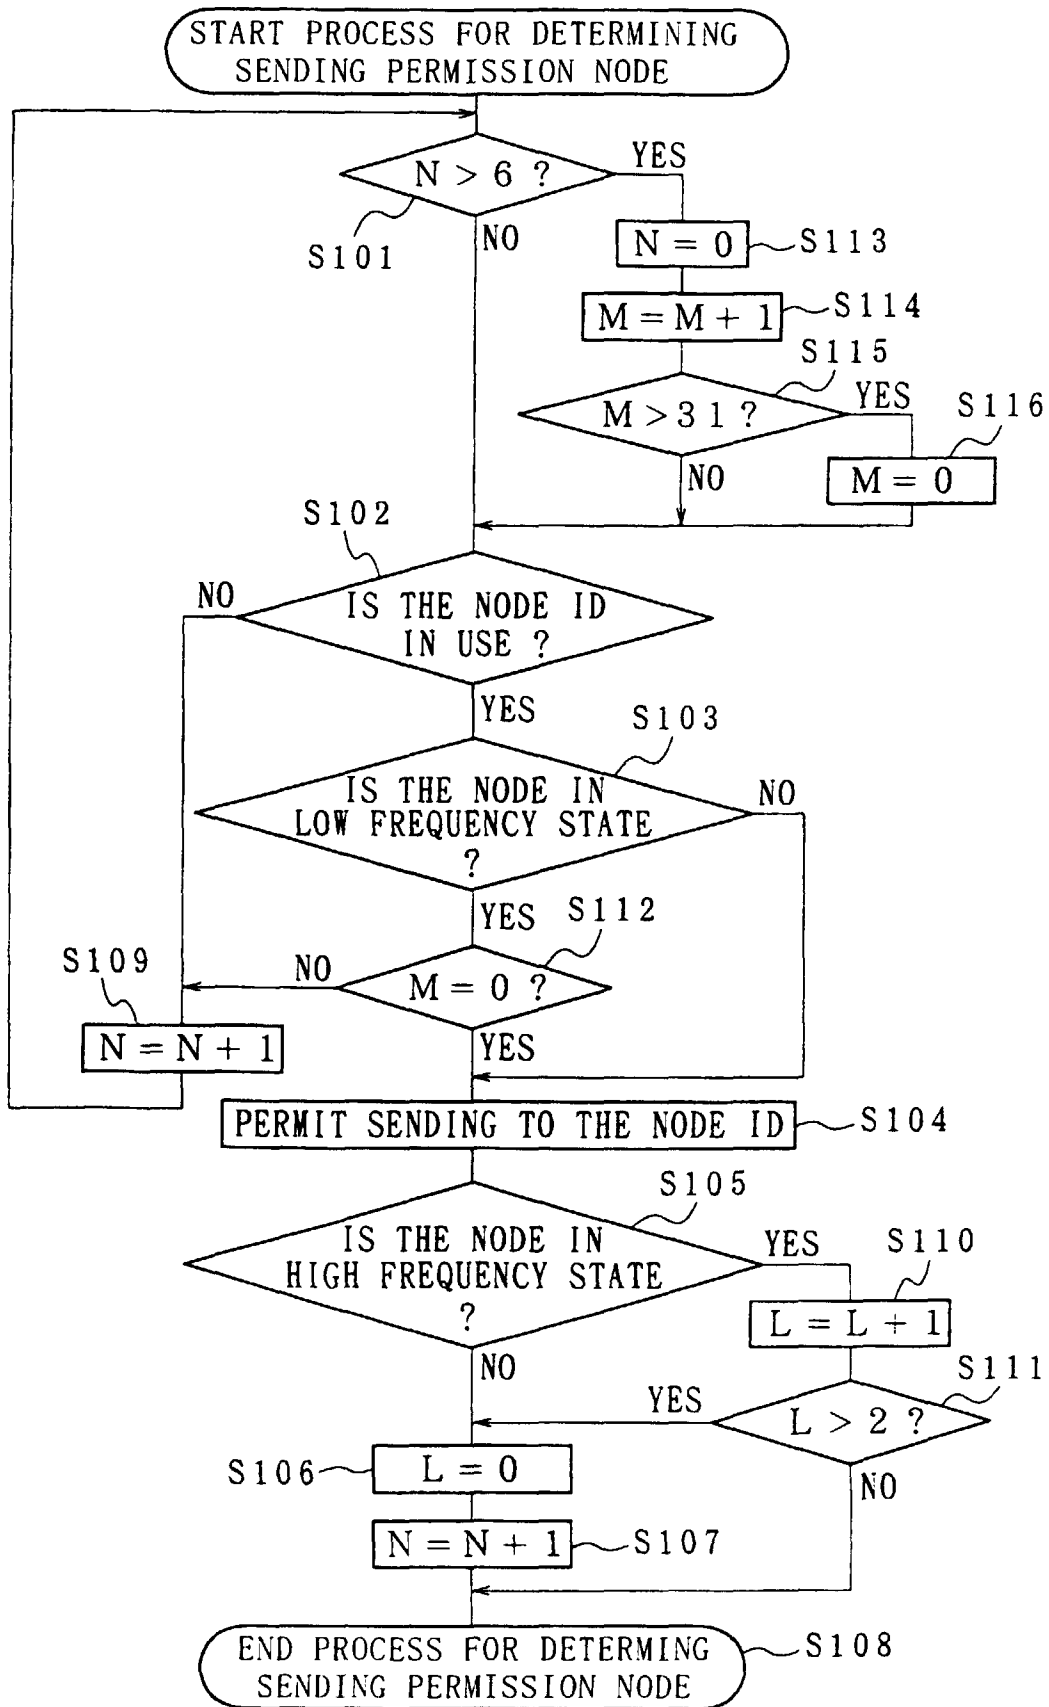 START PROCESS FOR DETERMINING
SENDING PERMISSION NODE
N > 6 ?
YES
S101
NO
N = 0
S113
M = M + 1
S114
S115
M > 31 ?
YES
S116
NO
M = 0
S102
NO
IS THE NODE ID
IN USE ?
YES
S103
IS THE NODE IN
LOW FREQUENCY STATE
?
NO
YES
S112
S109
NO
M = 0 ?
N = N + 1
YES
PERMIT SENDING TO THE NODE ID
S104
S105
IS THE NODE IN
HIGH FREQUENCY STATE
?
YES
S110
L = L + 1
NO
S111
YES
L > 2 ?
S106
L = 0
NO
N = N + 1
S107
END PROCESS FOR DETERMING
SENDING PERMISSION NODE
S108